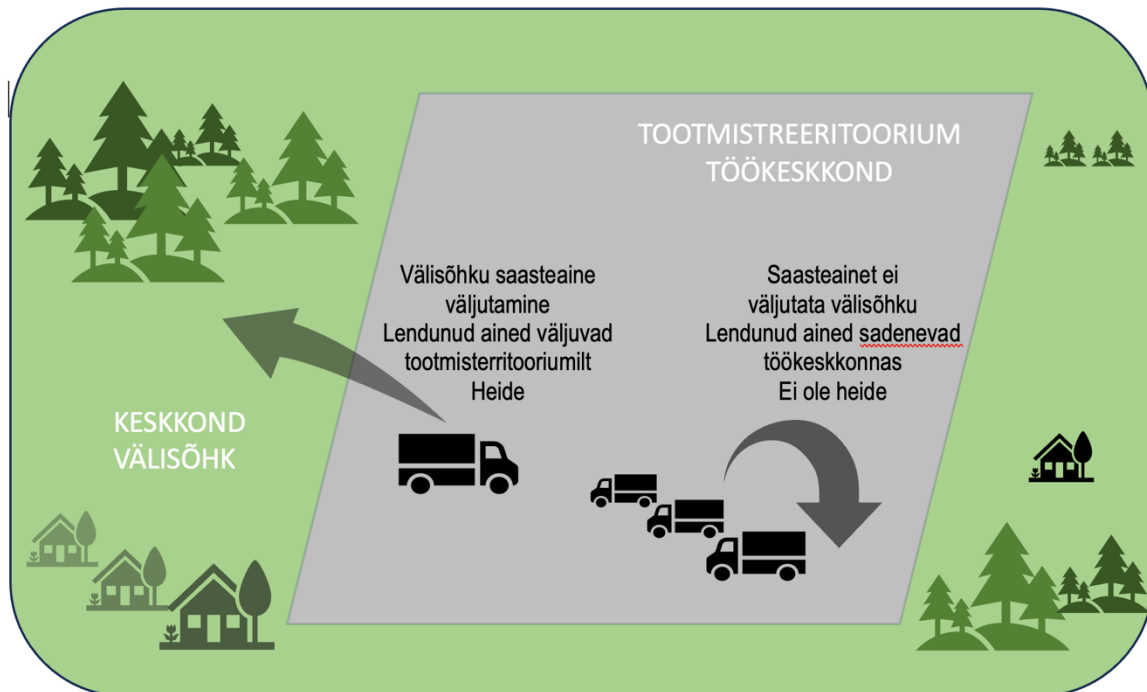 TOOTMISTREERITOORIUM
TÖÖKESKKOND
Välisõhku saasteaine
väljutamine
Lendunud ained väljuvad
tootmisterritooriumilt
Heide
Saasteainet ei
väljutata välisõhku
Lendunud ained sadenevad
töökeskkonnas
Ei ole heide
KESKKOND
VÄLISÕHK